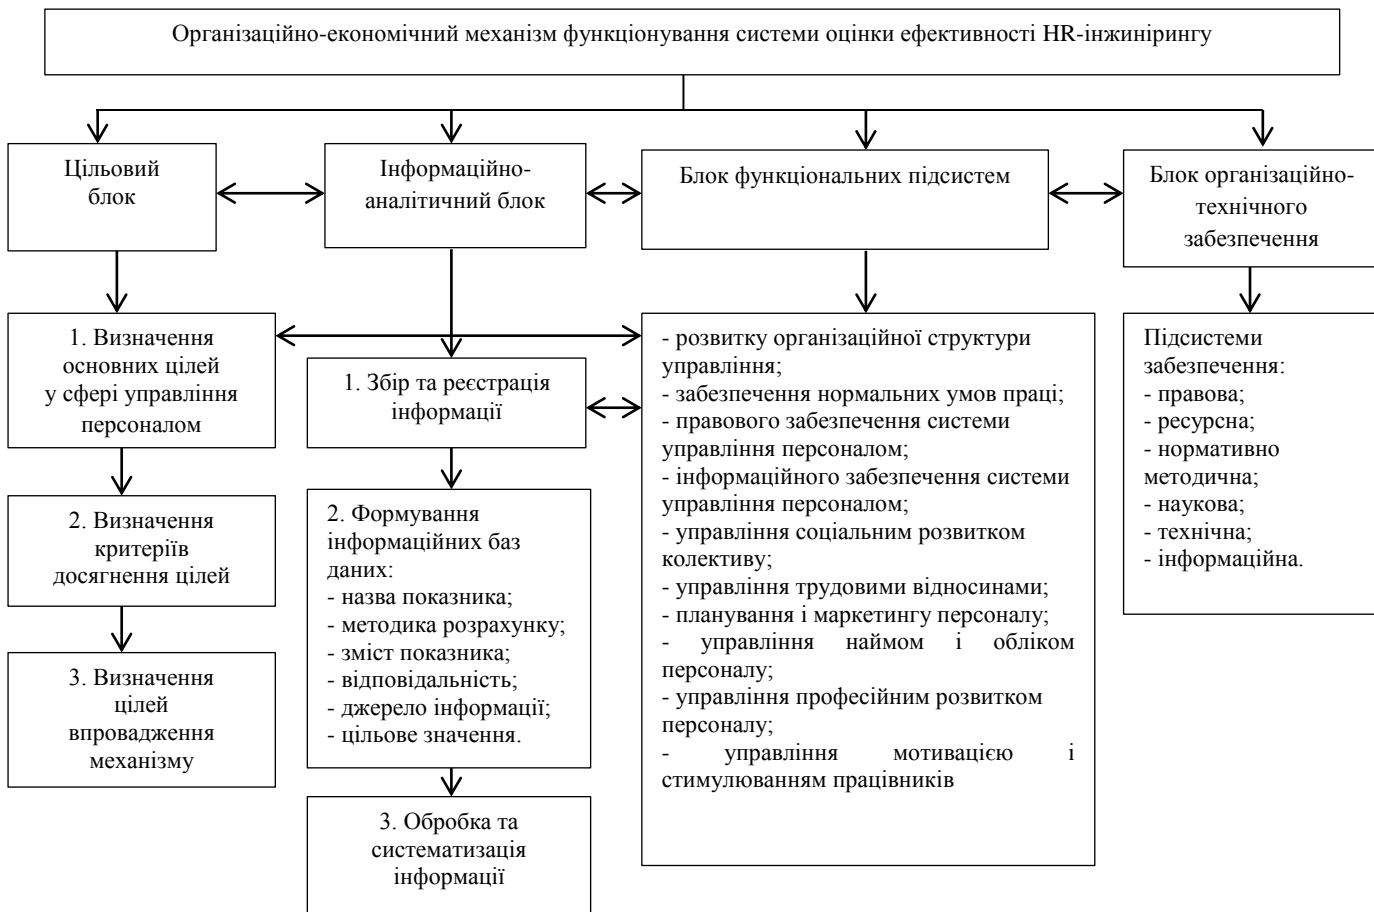 Організаційно-економічний механізм функціонування системи оцінки ефективності HR-інжинірингу
Цільовий
блок
Інформаційно-
аналітичний блок
Блок функціональних підсистем
Блок організаційно-
технічного
забезпечення
1. Визначення
основних цілей
у сфері управління
персоналом
2. Визначення
критеріїв
досягнення цілей
3. Визначення
цілей
впровадження
механізму
1. Збір та реєстрація
інформації
2. Формування
інформаційних баз
даних:
- назва показника;
- методика розрахунку;
- зміст показника;
- відповідальність;
- джерело інформації;
- цільове значення.
3. Обробка та
систематизація
інформації
- розвитку організаційної структури
управління;
- забезпечення нормальних умов праці;
- правового забезпечення системи
управління персоналом;
- інформаційного забезпечення системи
управління персоналом;
- управління соціальним розвитком
колективу;
- управління трудовими відносинами;
- планування і маркетингу персоналу;
- управління наймом і обліком
персоналу;
- управління професійним розвитком
персоналу;
- управління мотивацією і
стимулюванням працівників
Підсистеми
забезпечення:
- правова;
- ресурсна;
- нормативно
методична;
- наукова;
- технічна;
- інформаційна.